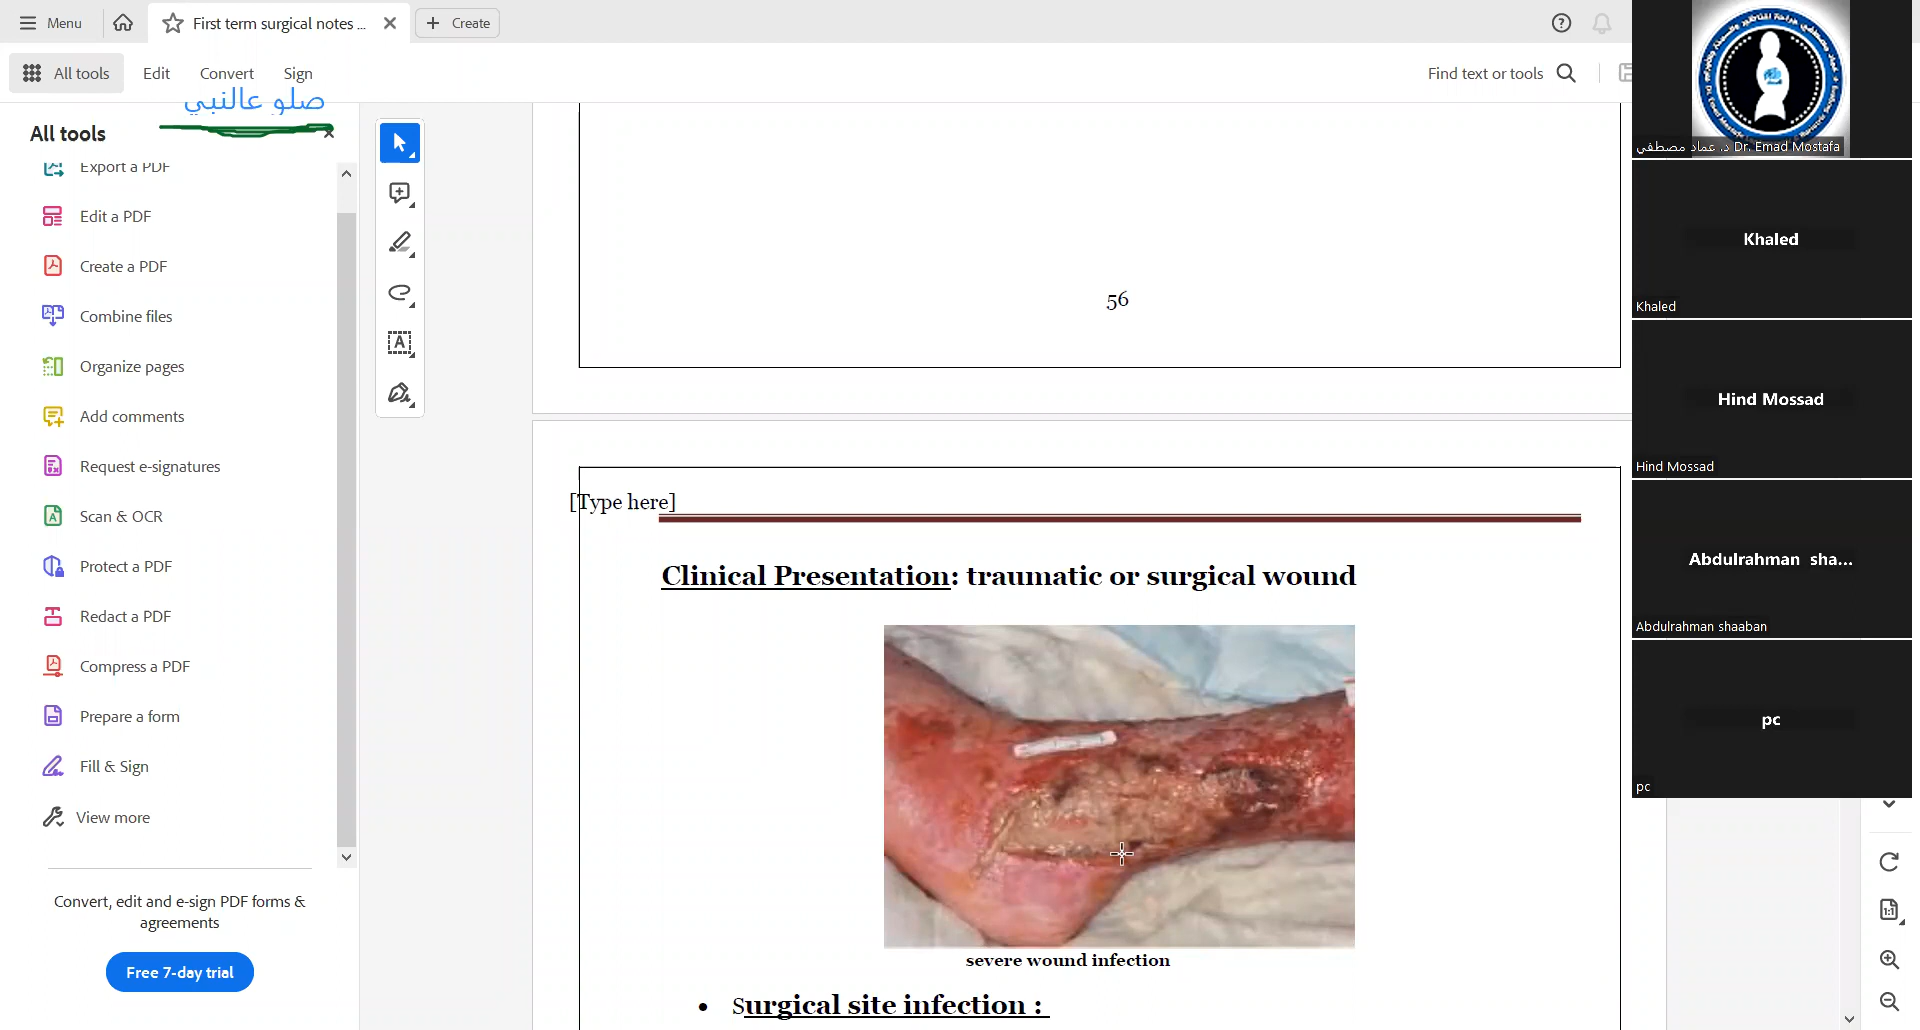 Menu
First term surgical notes ...
Create
All tools
Edit
Convert
Sign
Find text or tools
صلو عالنبي
All tools
Export a PDF
Edit a PDF
Create a PDF
Combine files
Organize pages
Add comments
Request e-signatures
Scan & OCR
Protect a PDF
Redact a PDF
Compress a PDF
Prepare a form
Fill & Sign
View more
Convert, edit and e-sign PDF forms &
agreements
Free 7-day trial
56
[Type here]
Clinical Presentation: traumatic or surgical wound
severe wound infection
• Surgical site infection :
د. عماد مصطفي Dr. Emad Mostafa
Khaled
Khaled
Hind Mossad
Hind Mossad
Abdulrahman sha...
Abdulrahman shaaban
pc
pc
1:1